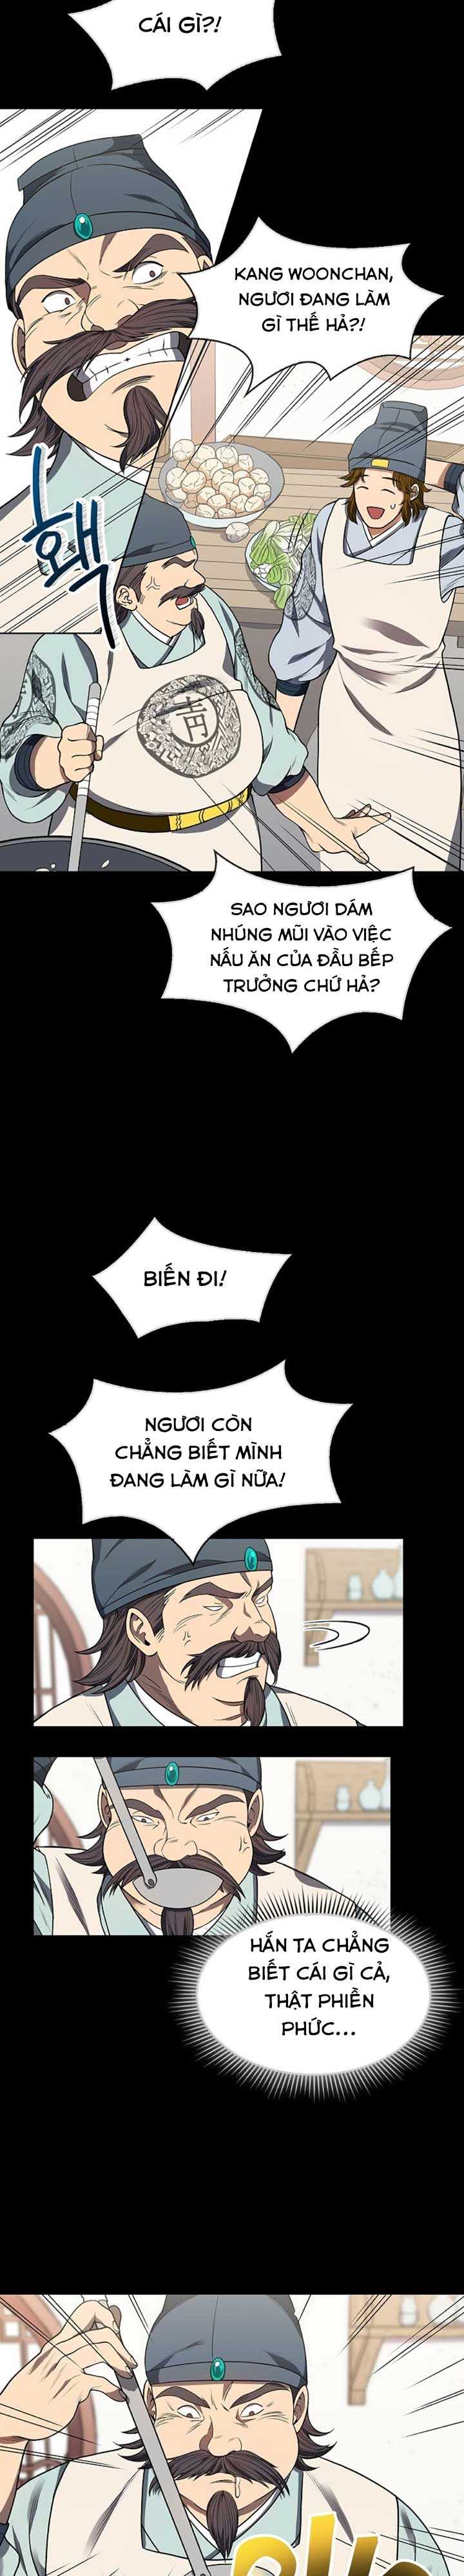 CÁI GÌ?!
KANG WOONCHAN,
NGƯƠI ĐANG LÀM
GÌ THẾ HẢ?!
홱
靑
SAO NGƯƠI DÁM
NHÚNG MŨI VÀO VIỆC
NẤU ĂN CỦA ĐẦU BẾP
TRƯỞNG CHỨ HẢ?
BIẾN ĐI!
NGƯƠI CÒN
CHẲNG BIẾT MÌNH
ĐANG LÀM GÌ NỮA!
HẮN TA CHẲNG
BIẾT CÁI GÌ CẢ,
THẬT PHIỀN
PHỨC...